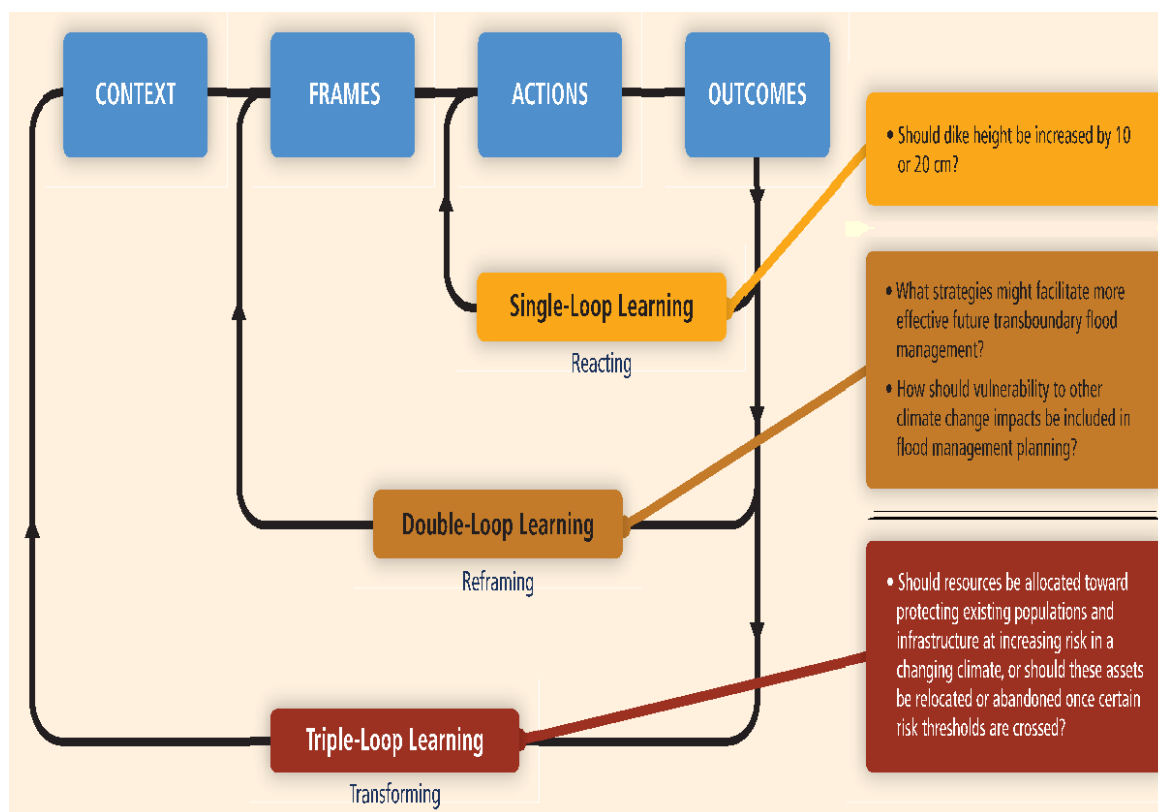 CONTEXT
FRAMES
ACTIONS
OUTCOMES
• Should dike height be increased by 10
or 20 cm?
Single-Loop Learning
Reacting
• What strategies might facilitate more
effective future transboundary flood
management?
• How should vulnerability to other
climate change impacts be included in
flood management planning?
Double-Loop Learning
Reframing
• Should resources be allocated toward
protecting existing populations and
infrastructure at increasing risk in a
changing climate, or should these assets
be relocated or abandoned once certain
risk thresholds are crossed?
Triple-Loop Learning
Transforming